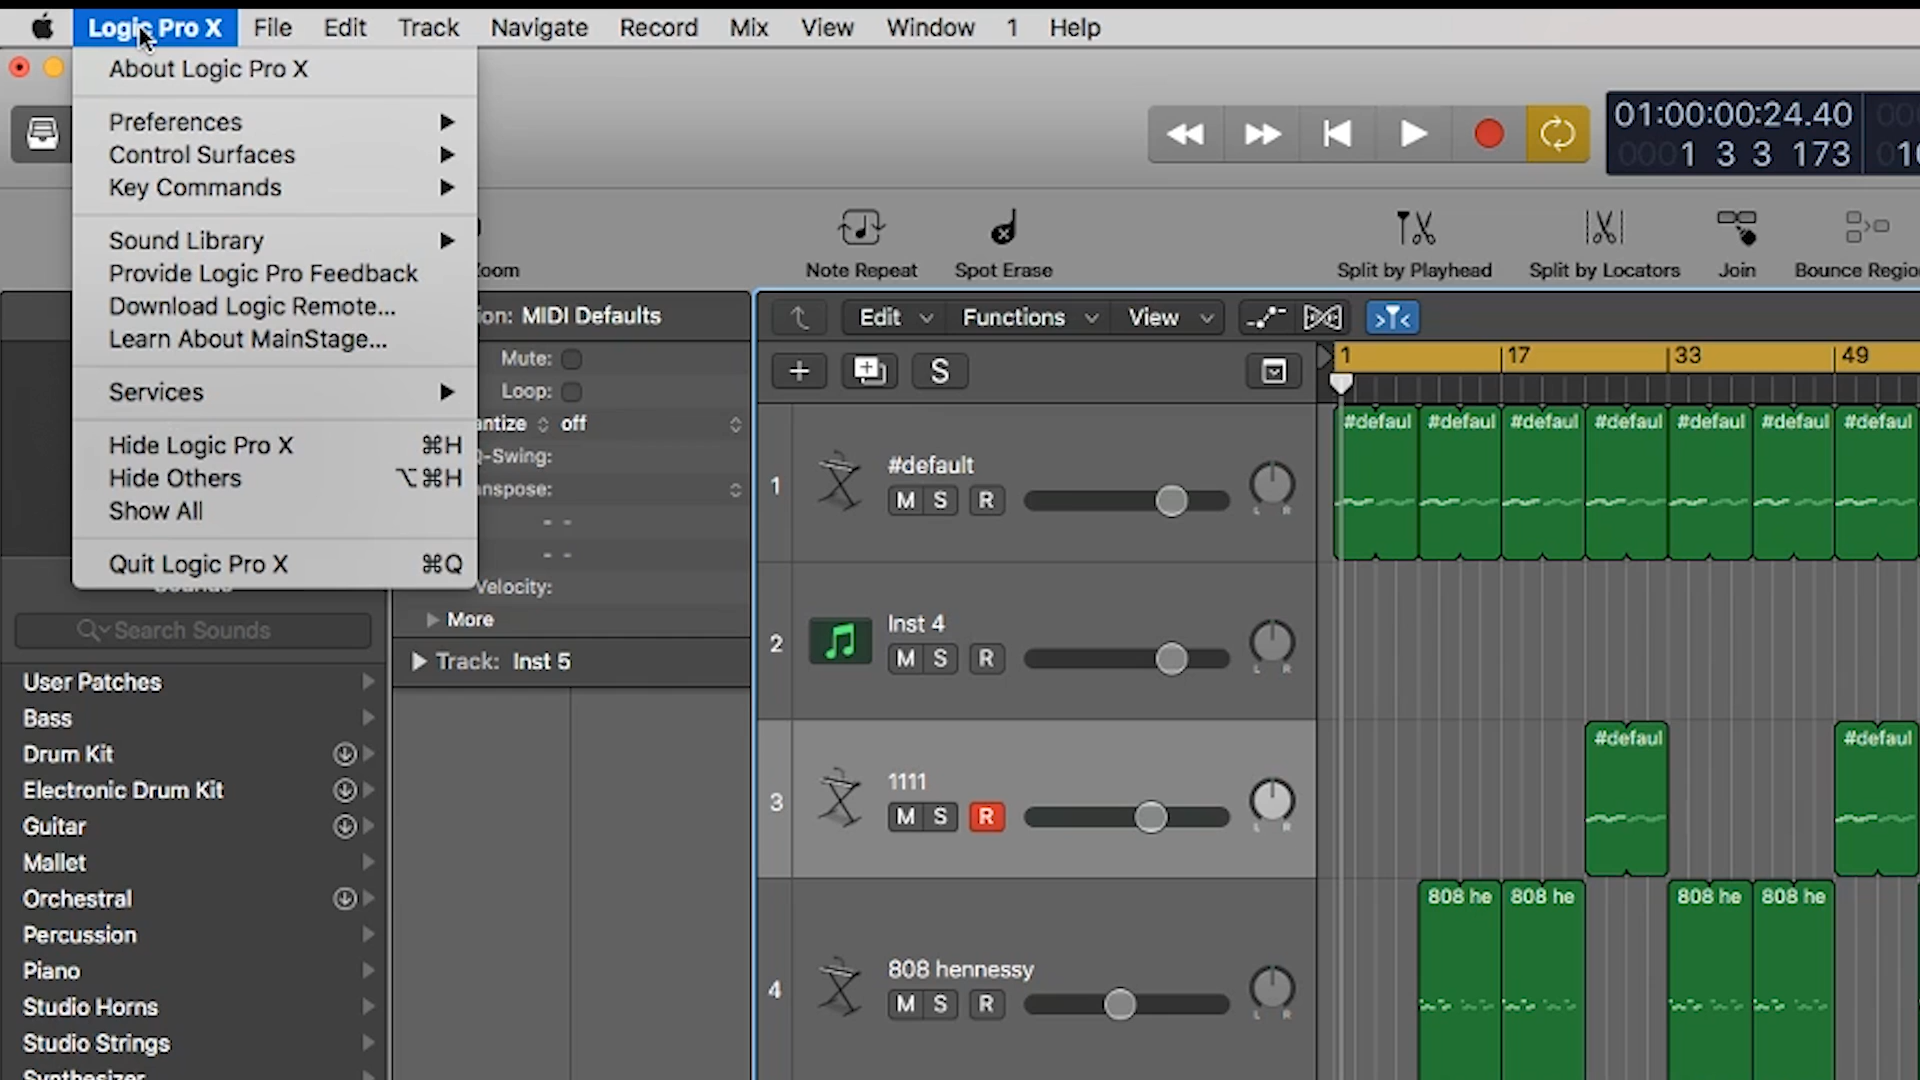 Logic Pro X File Edit Track Navigate Record Mix View Window 1 Help
About Logic Pro X
Preferences
Control Surfaces
Key Commands
Sound Library
Provide Logic Pro Feedback
Download Logic Remote...
Learn About MainStage...
Services
Hide Logic Pro X ⌘H
Hide Others ⌥⌘H
Show All
Quit Logic Pro X ⌘Q
01:00:00:24.40
0001 3 3 173
Note Repeat Spot Erase Split by Playhead Split by Locators Join
MIDI Defaults
Mute:
Loop:
off
Q-Swing:
Velocity:
More
Track: Inst 5
Search Sounds
User Patches
Bass
Drum Kit
Electronic Drum Kit
Guitar
Mallet
Orchestral
Percussion
Piano
Studio Horns
Studio Strings
Edit Functions View
S
1 17 33 49
1 #default
M S R
L R
2 Inst 4
M S R
L R
3 1111
M S R
L R
4 808 hennessy
M S R
L R
#defaul #defaul #defaul #defaul #defaul #defaul #defaul
#defaul #defaul
808 he 808 he 808 he 808 he